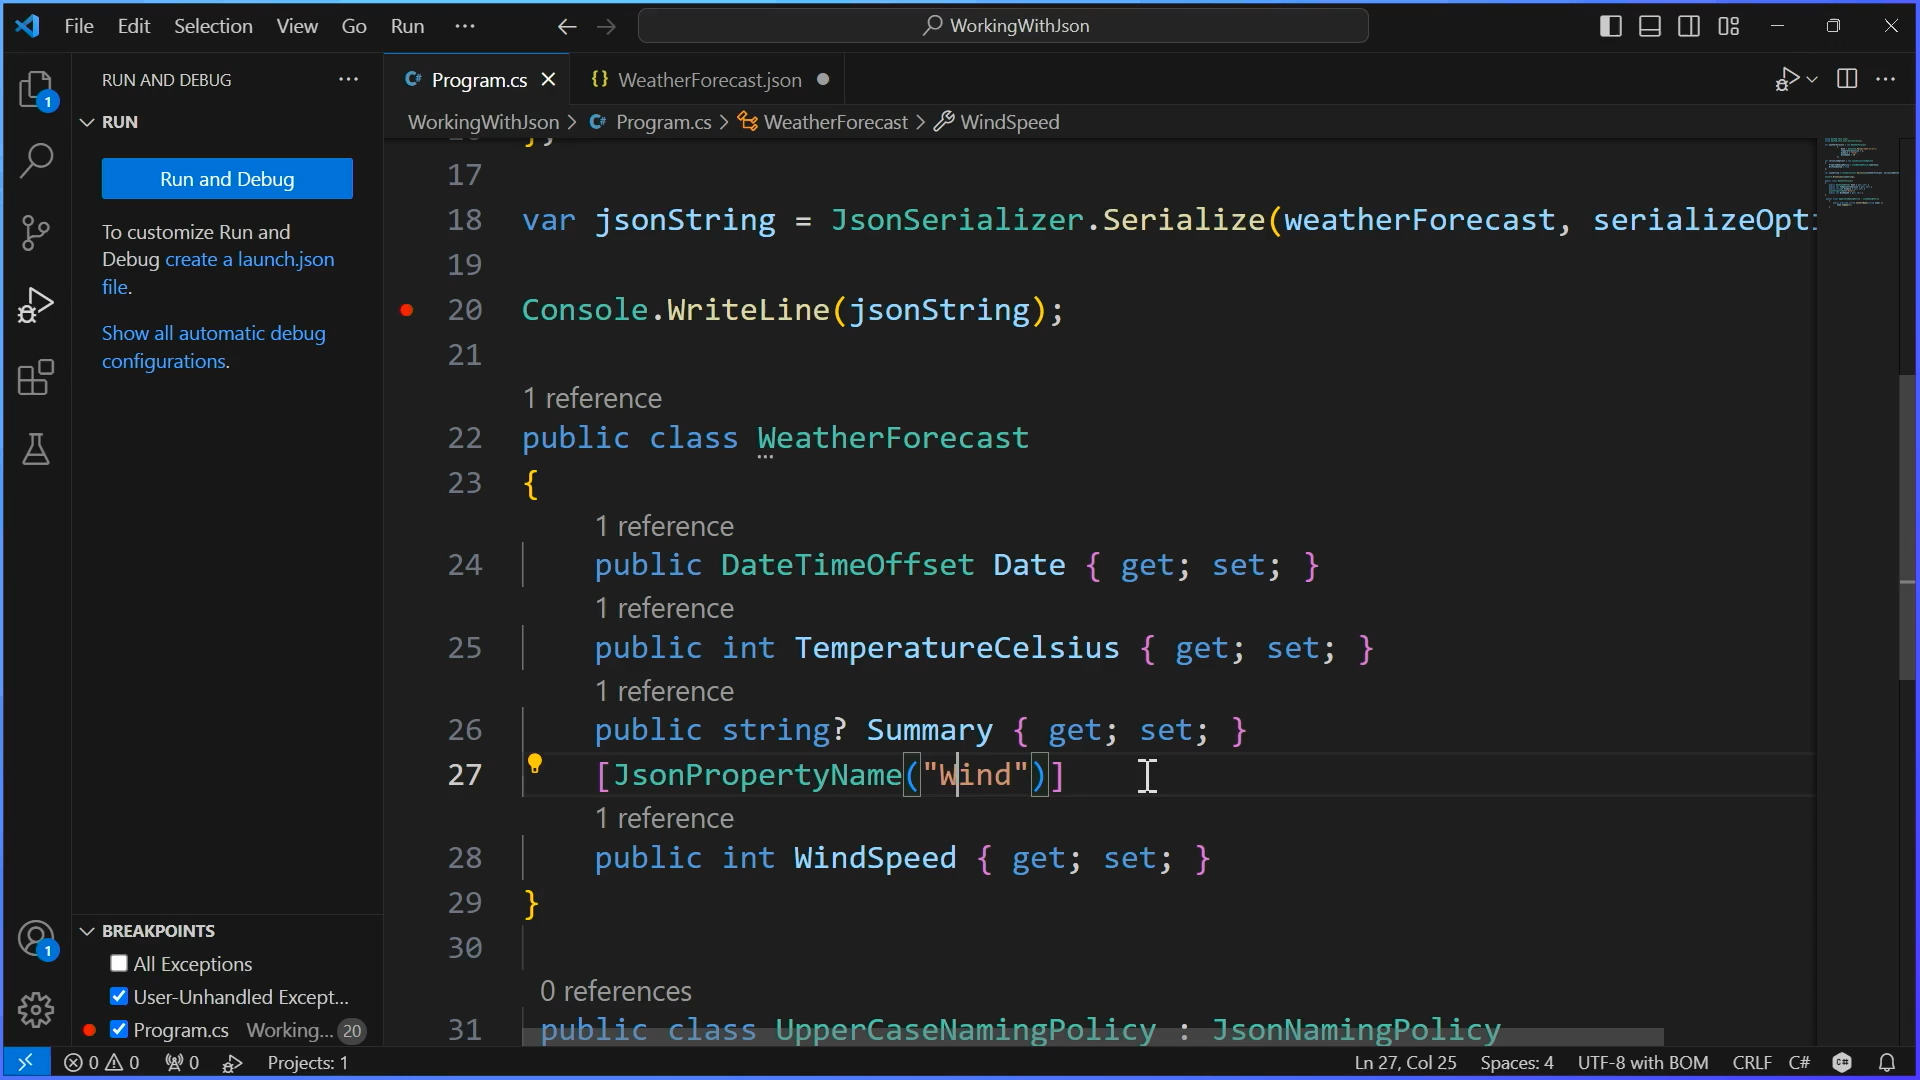 File Edit Selection View Go Run ···
WorkingWithJson
RUN AND DEBUG
RUN
Run and Debug
To customize Run and
Debug create a launch.json
file.
Show all automatic debug
configurations.
BREAKPOINTS
All Exceptions
User-Unhandled Except...
Program.cs Working... 20
1
1
C# Program.cs
{} WeatherForecast.json
WorkingWithJson > C# Program.cs > WeatherForecast > WindSpeed
17
18 var jsonString = JsonSerializer.Serialize(weatherForecast, serializeOpti
19
20 Console.WriteLine(jsonString);
21
1 reference
22 public class WeatherForecast
23 {
1 reference
24 public DateTimeOffset Date { get; set; }
1 reference
25 public int TemperatureCelsius { get; set; }
1 reference
26 public string? Summary { get; set; }
27 [JsonPropertyName("Wind")]
1 reference
28 public int WindSpeed { get; set; }
29 }
30
0 references
31 public class UpperCaseNamingPolicy : JsonNamingPolicy
0 0 0 Projects: 1
Ln 27, Col 25 Spaces: 4 UTF-8 with BOM CRLF C#